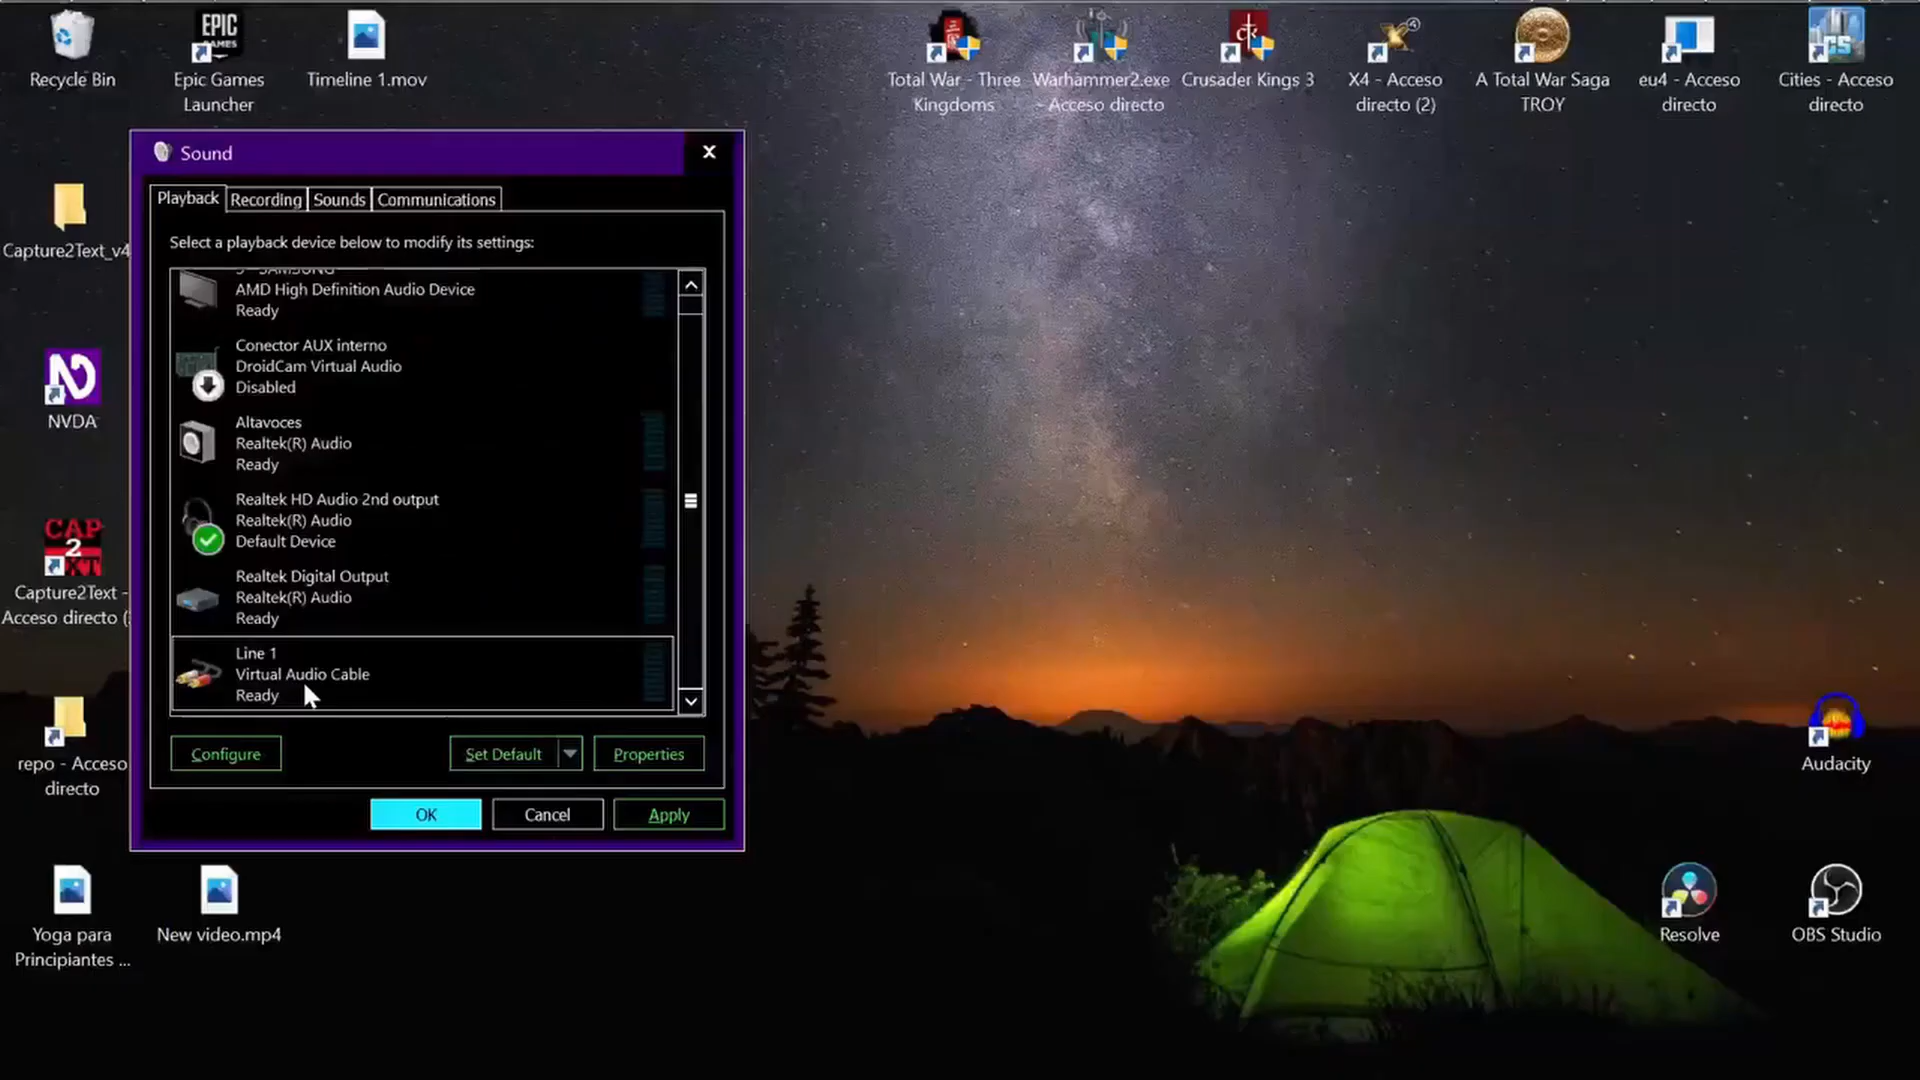 Recycle Bin
EPIC
GAMES
Epic Games
Launcher
Timeline 1.mov
Total War - Three
Kingdoms
Warhammer2.exe
- Acceso directo
Crusader Kings 3
X4 - Acceso
directo (2)
A Total War Saga
TROY
eu4 - Acceso
directo
CS
Cities - Acceso
directo
Capture2Text_v4
NVDA
CAP
2
Capture2Text -
Acceso directo (
repo - Acceso
directo
Yoga para
Principiantes ...
New video.mp4
Sound
Playback
Recording
Sounds
Communications
Select a playback device below to modify its settings:
AMD High Definition Audio Device
Ready
Conector AUX interno
DroidCam Virtual Audio
Disabled
Altavoces
Realtek(R) Audio
Ready
Realtek HD Audio 2nd output
Realtek(R) Audio
Default Device
Realtek Digital Output
Realtek(R) Audio
Ready
Line 1
Virtual Audio Cable
Ready
Configure
Set Default
Properties
OK
Cancel
Apply
Audacity
Resolve
OBS Studio